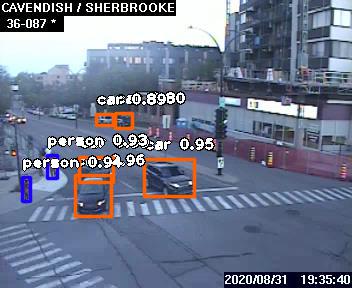 CAVENDISH / SHERBROOKE
36-087 *
car 0.8980
person 0.93
car 0.95
person 0.94
.96
2020/08/31 19:35:40